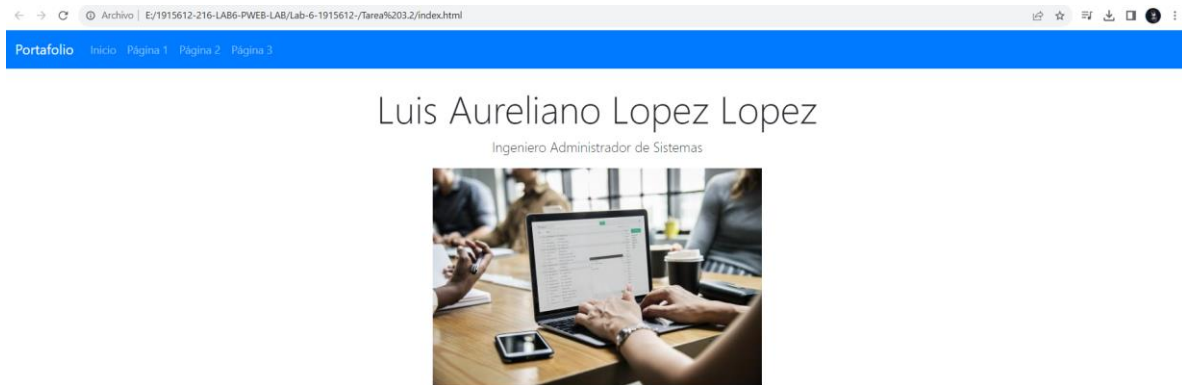 Archivo | E:/1915612-216-LAB6-PWEB-LAB/Lab-6-1915612-/Tarea%203.2/index.html
Portafolio Inicio Página 1 Página 2 Página 3
Luis Aureliano Lopez Lopez
Ingeniero Administrador de Sistemas